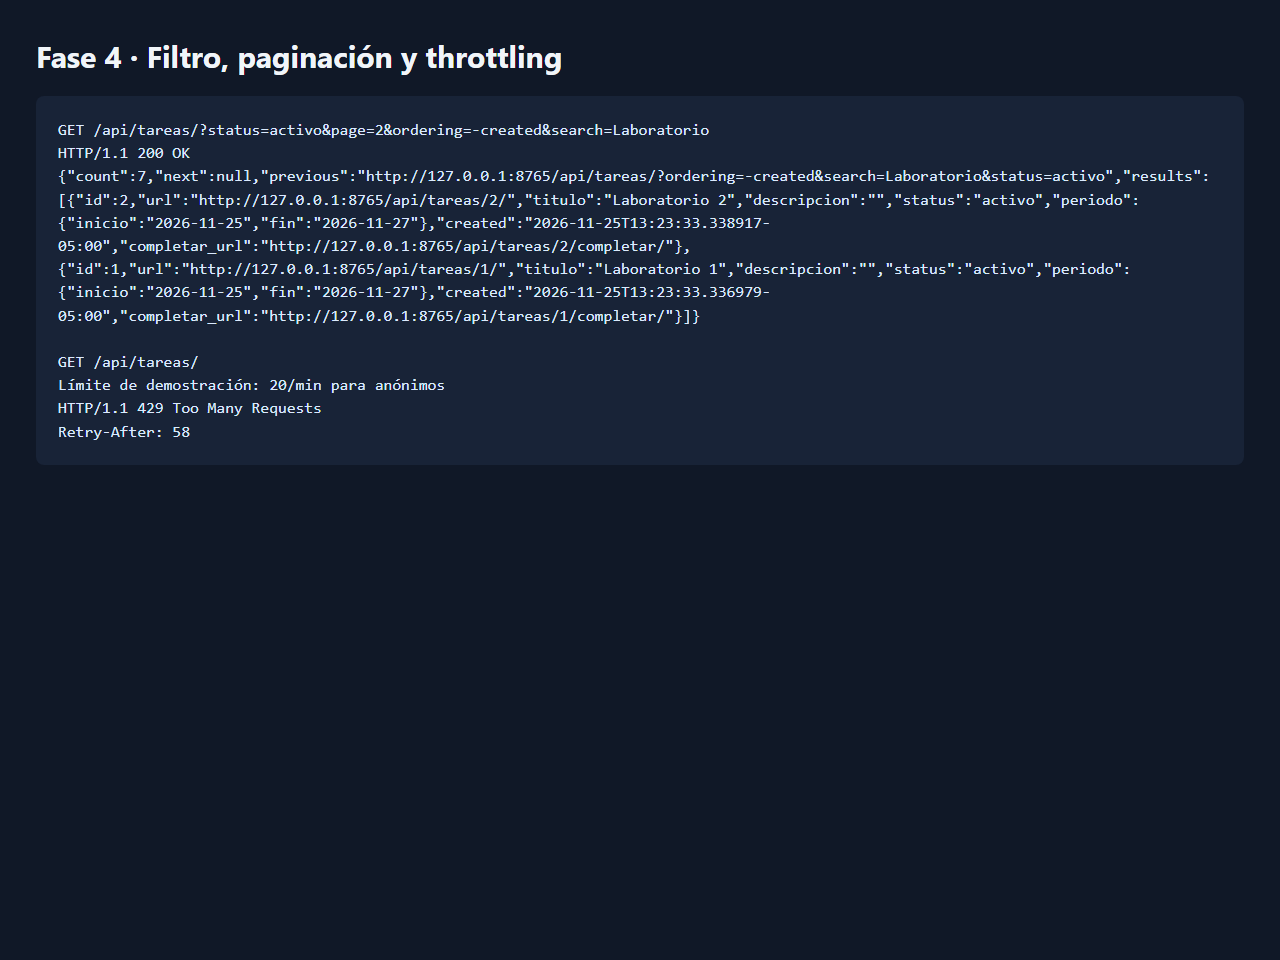 Fase 4 · Filtro, paginación y throttling
GET /api/tareas/?status=activo&page=2&ordering=-created&search=Laboratorio
HTTP/1.1 200 OK
{"count":7,"next":null,"previous":"http://127.0.0.1:8765/api/tareas/?ordering=-created&search=Laboratorio&status=activo","results":
[{"id":2,"url":"http://127.0.0.1:8765/api/tareas/2/","titulo":"Laboratorio 2","descripcion":"","status":"activo","periodo":
{"inicio":"2026-11-25","fin":"2026-11-27"},"created":"2026-11-25T13:23:33.338917-
05:00","completar_url":"http://127.0.0.1:8765/api/tareas/2/completar/"},
{"id":1,"url":"http://127.0.0.1:8765/api/tareas/1/","titulo":"Laboratorio 1","descripcion":"","status":"activo","periodo":
{"inicio":"2026-11-25","fin":"2026-11-27"},"created":"2026-11-25T13:23:33.336979-
05:00","completar_url":"http://127.0.0.1:8765/api/tareas/1/completar/"}]}
GET /api/tareas/
Límite de demostración: 20/min para anónimos
HTTP/1.1 429 Too Many Requests
Retry-After: 58